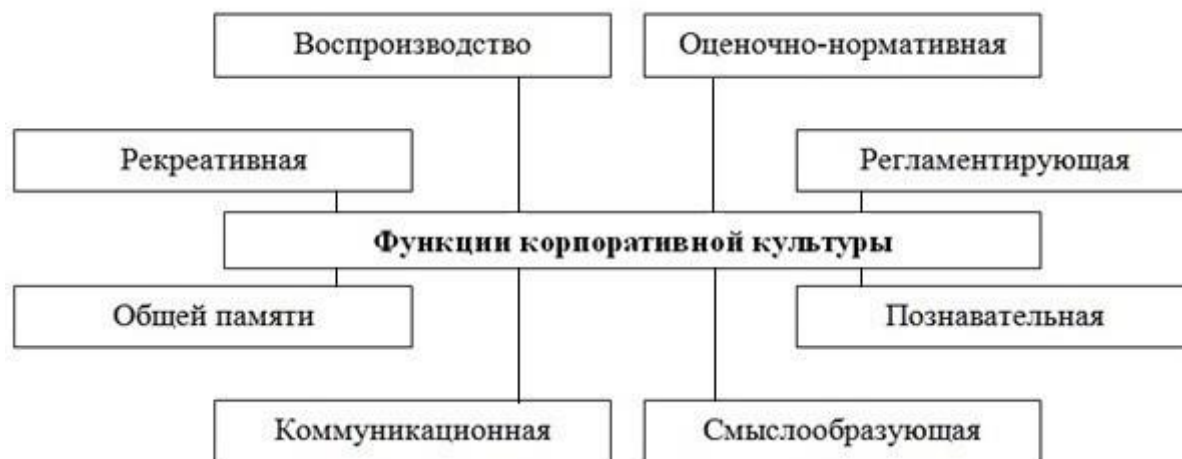 Воспроизводство
Оценочно-нормативная
Рекреативная
Регламентирующая
Функции корпоративной культуры
Общей памяти
Познавательная
Коммуникационная
Смыслообразующая